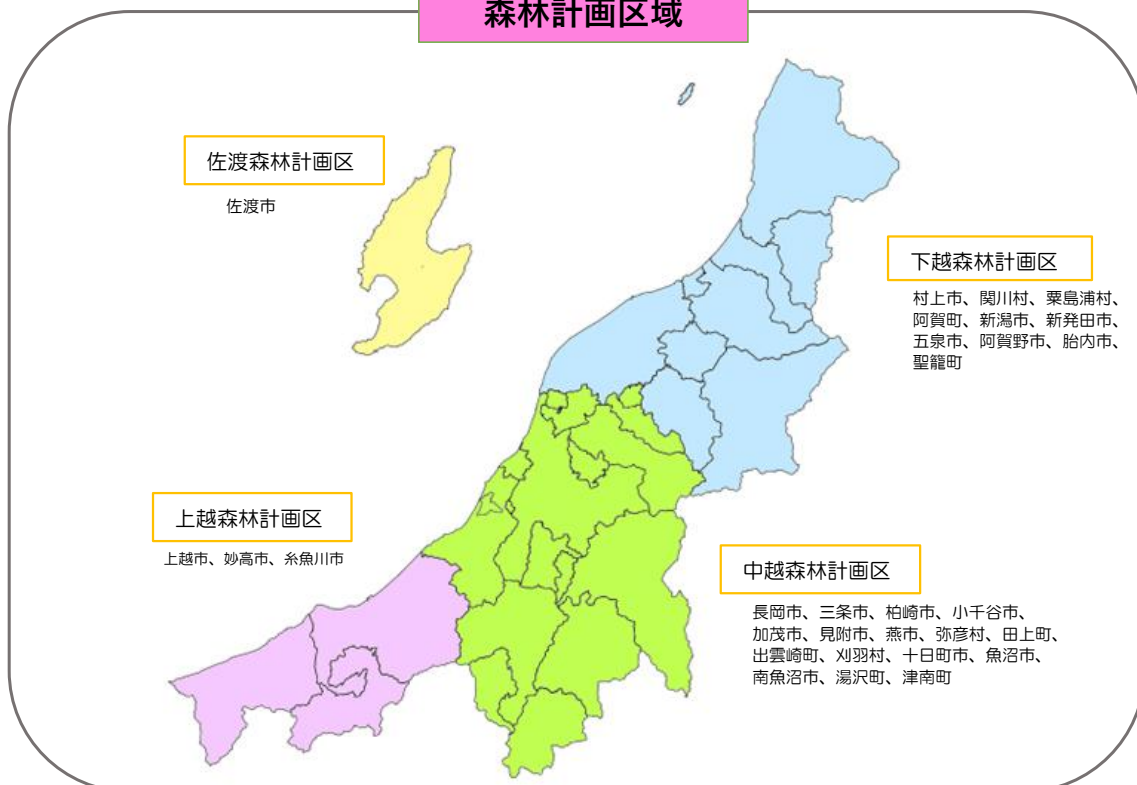 森林計画区域
佐渡森林計画区
佐渡市
下越森林計画区
村上市、関川村、粟島浦村、
阿賀町、新潟市、新発田市、
五泉市、阿賀野市、胎内市、
聖籠町
上越森林計画区
上越市、妙高市、糸魚川市
中越森林計画区
長岡市、三条市、柏崎市、小千谷市、
加茂市、見附市、燕市、弥彦村、田上町、
出雲崎町、刈羽村、十日町市、魚沼市、
南魚沼市、湯沢町、津南町